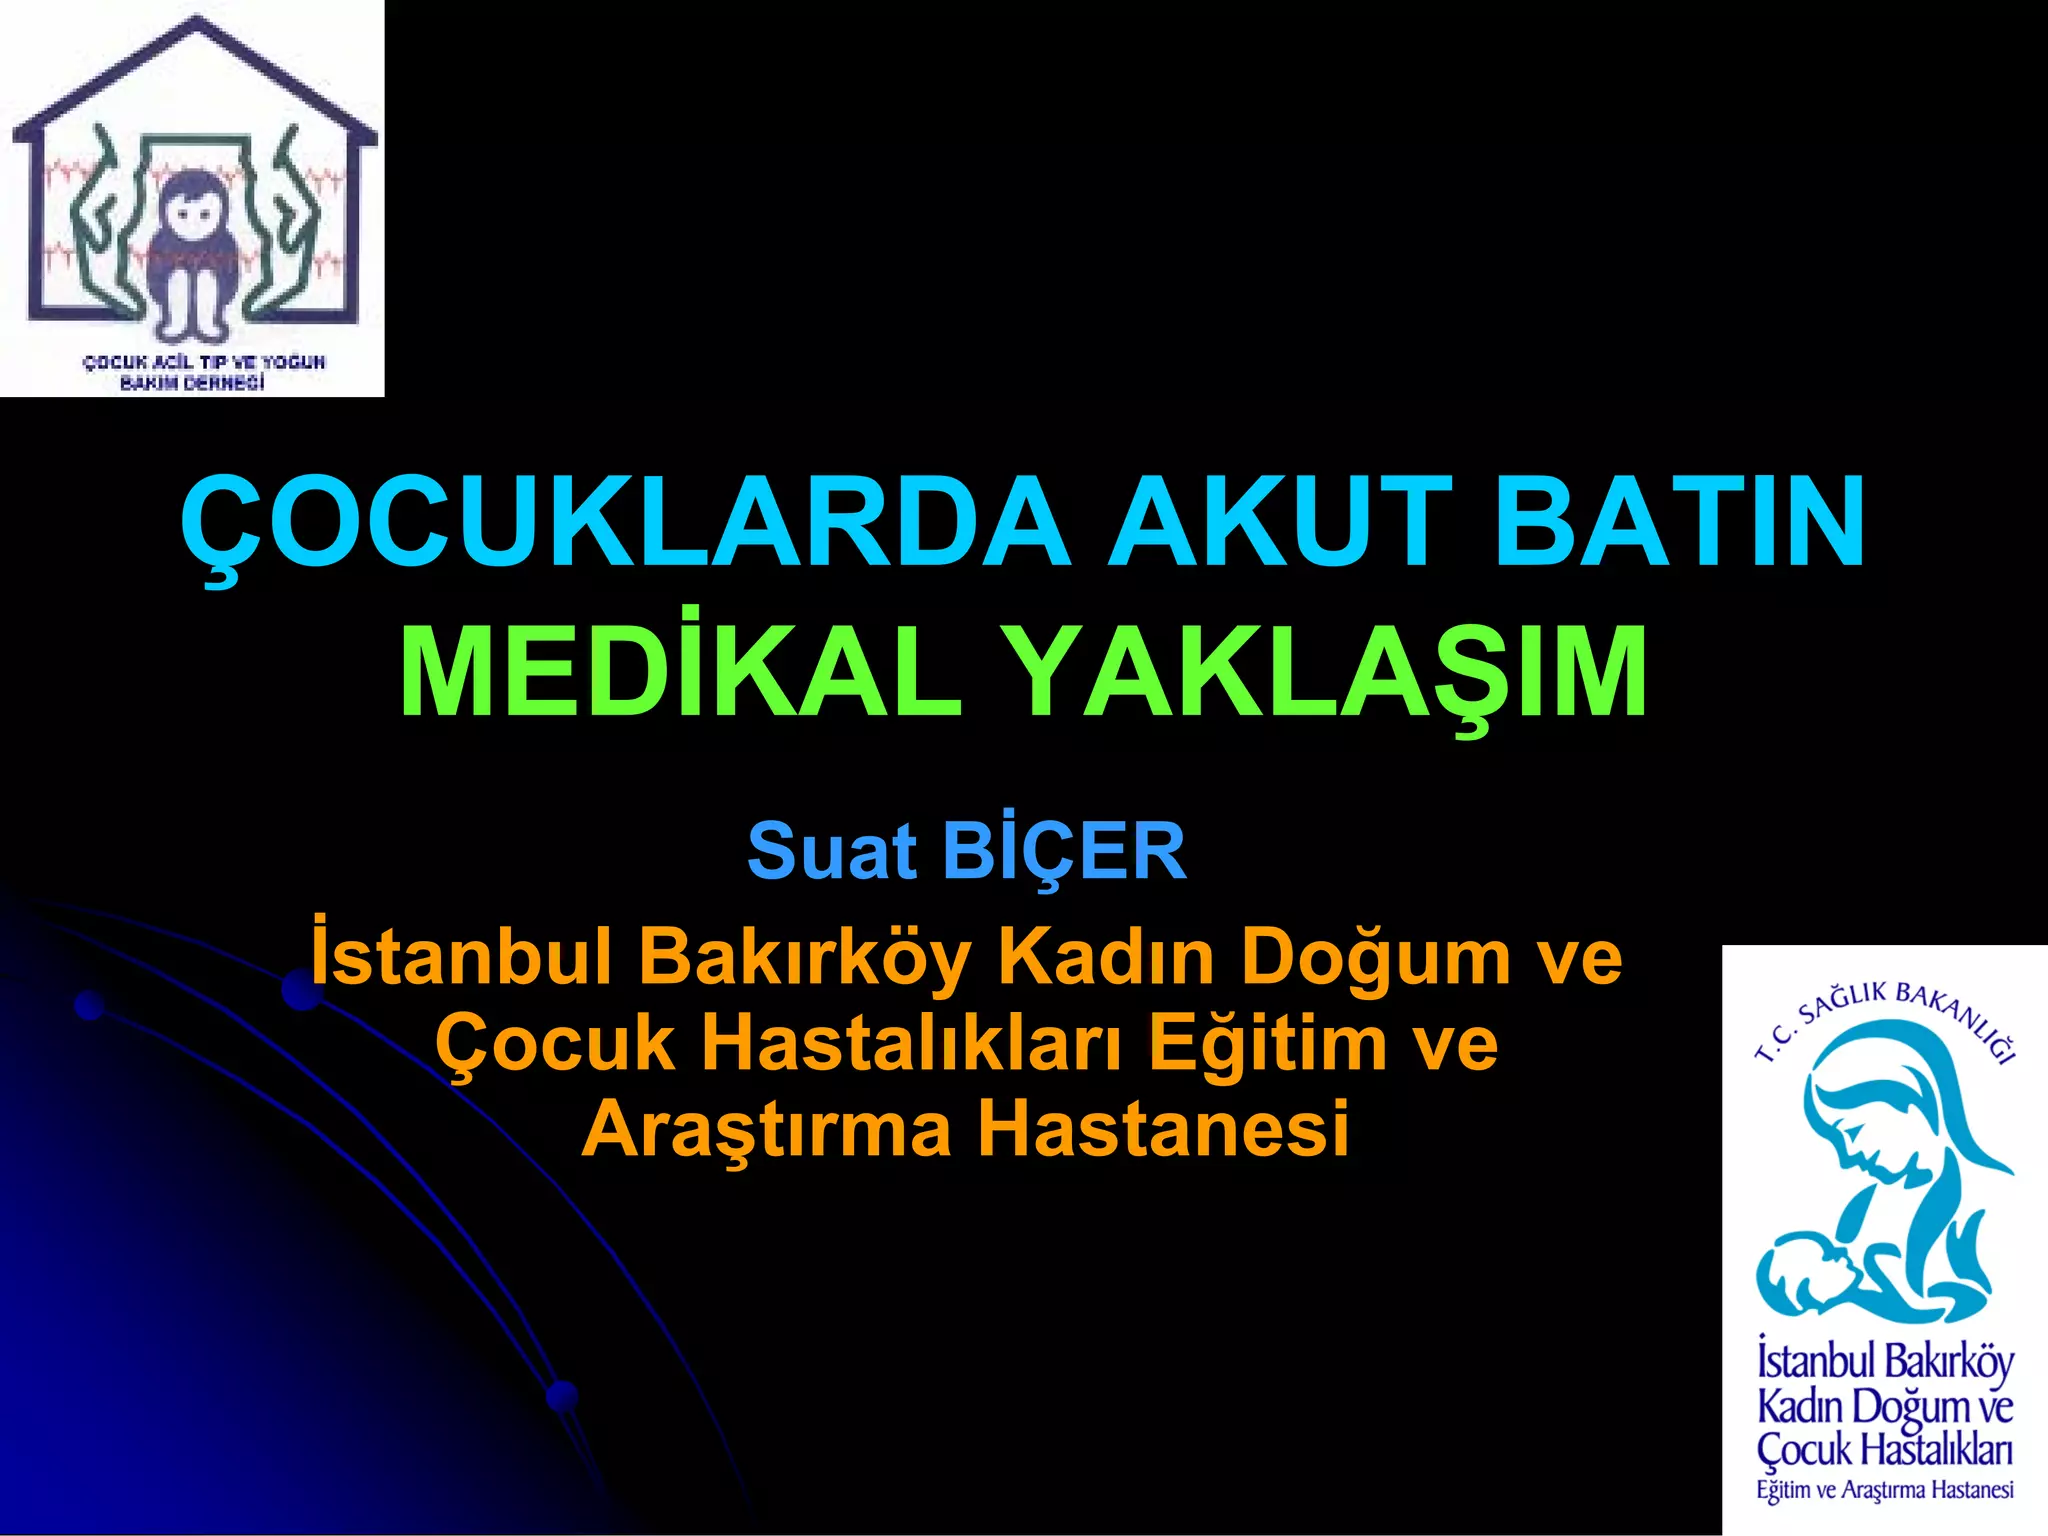 ÇOCUK ACİL TIP VE YOĞUN
BAKIM DERNEĞİ
ÇOCUKLARDA AKUT BATIN
MEDİKAL YAKLAŞIM
Suat BİÇER
İstanbul Bakırköy Kadın Doğum ve
Çocuk Hastalıkları Eğitim ve
Araştırma Hastanesi
T.C. SAĞLIK BAKANLIĞI
İstanbul Bakırköy
Kadın Doğum ve
Çocuk Hastalıkları
Eğitim ve Araştırma Hastanesi